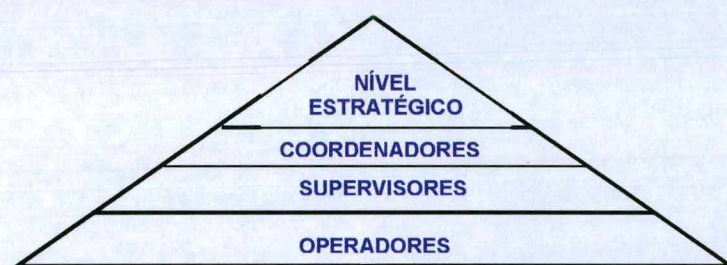 NÍVEL
ESTRATÉGICO
COORDENADORES
SUPERVISORES
OPERADORES